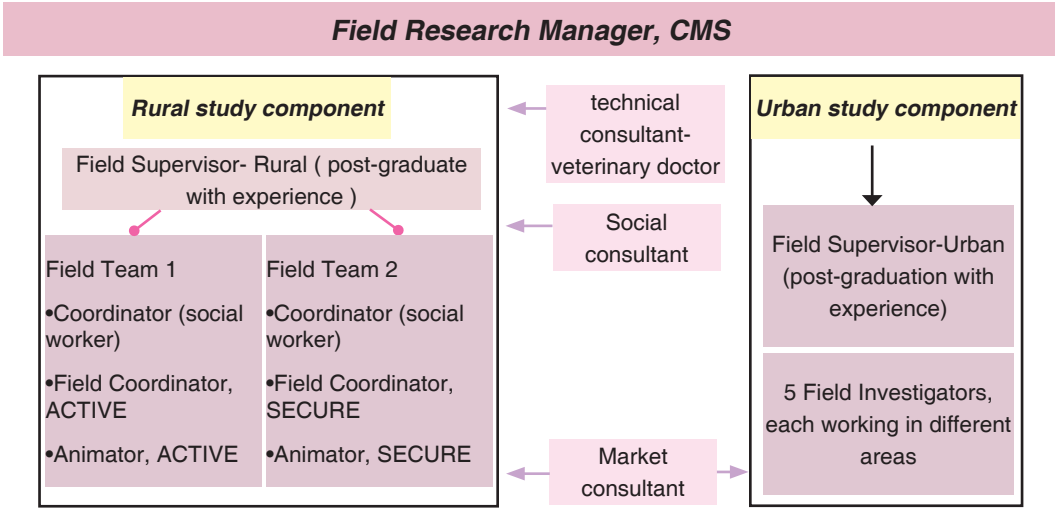 Field Research Manager, CMS
Rural study component
Field Supervisor- Rural ( post-graduate
with experience )
Field Team 1
•Coordinator (social
worker)
•Field Coordinator,
ACTIVE
•Animator, ACTIVE
Field Team 2
•Coordinator (social
worker)
•Field Coordinator,
SECURE
•Animator, SECURE
technical
consultant-
veterinary doctor
Social
consultant
Market
consultant
Urban study component
Field Supervisor-Urban
(post-graduation with
experience)
5 Field Investigators,
each working in different
areas